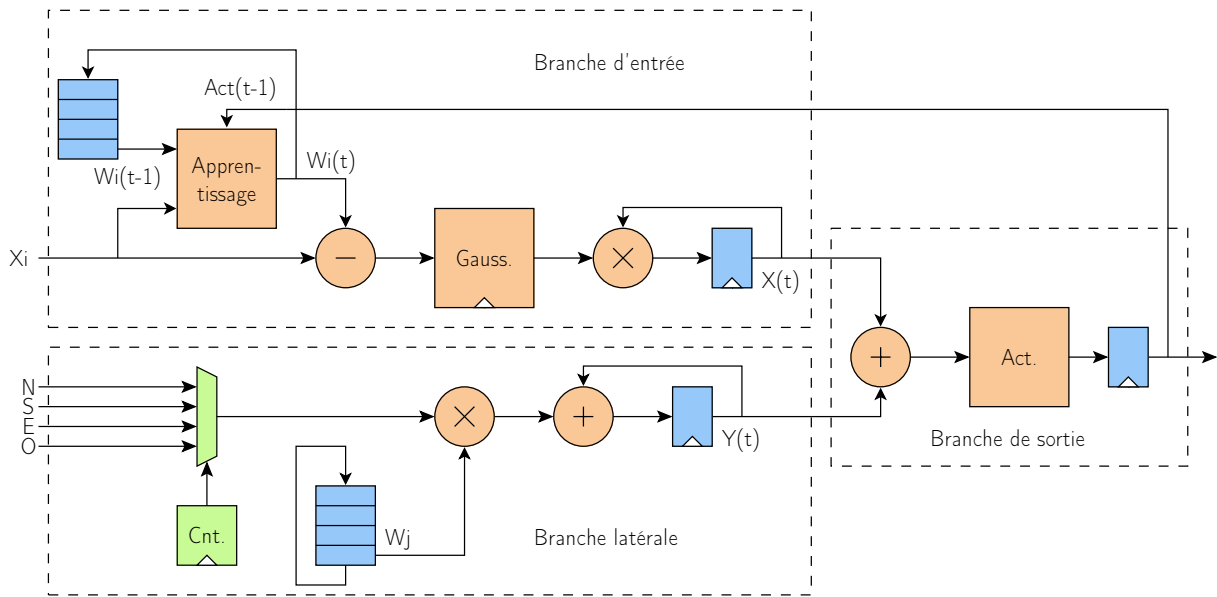 Branche d'entrée
Act(t-1)
Appren-
tissage
Wi(t-1)
Wi(t)
Xi
−
Gauss.
×
X(t)
+
Act.
Branche de sortie
N
S
E
O
×
+
Y(t)
Cnt.
Wj
Branche latérale